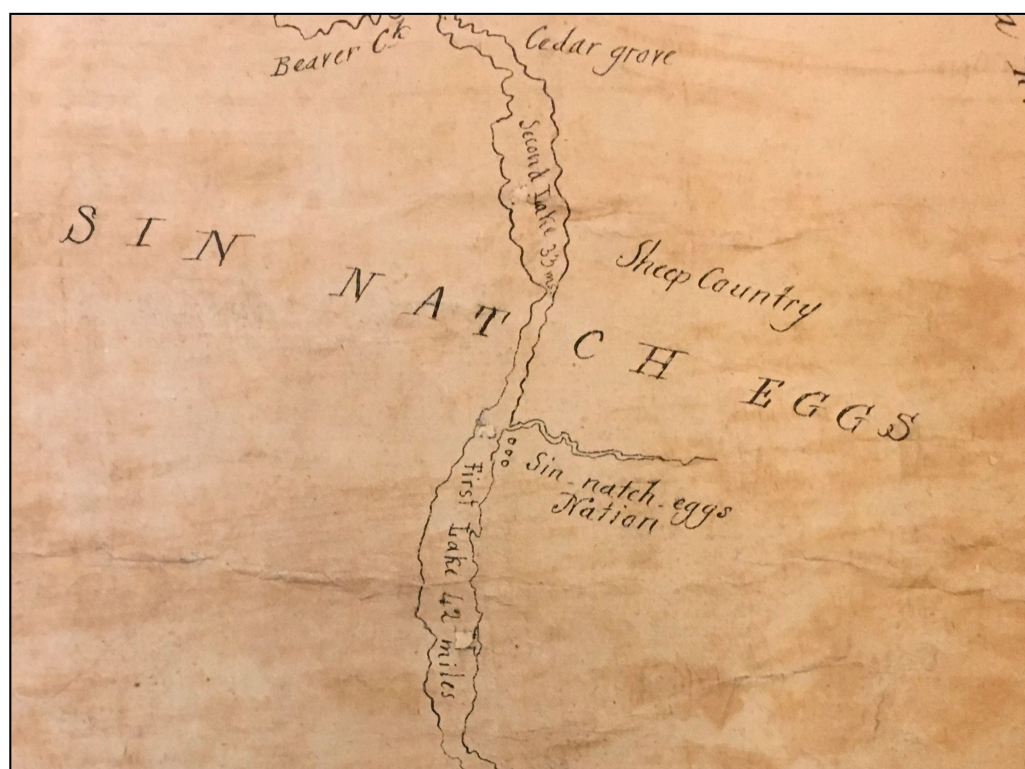 Beaver Ck
Cedar grove
Second Lake 33 ms
SIN NATCH EGGS
Sheep Country
Sin-natch-eggs
Nation
First Lake 42 miles